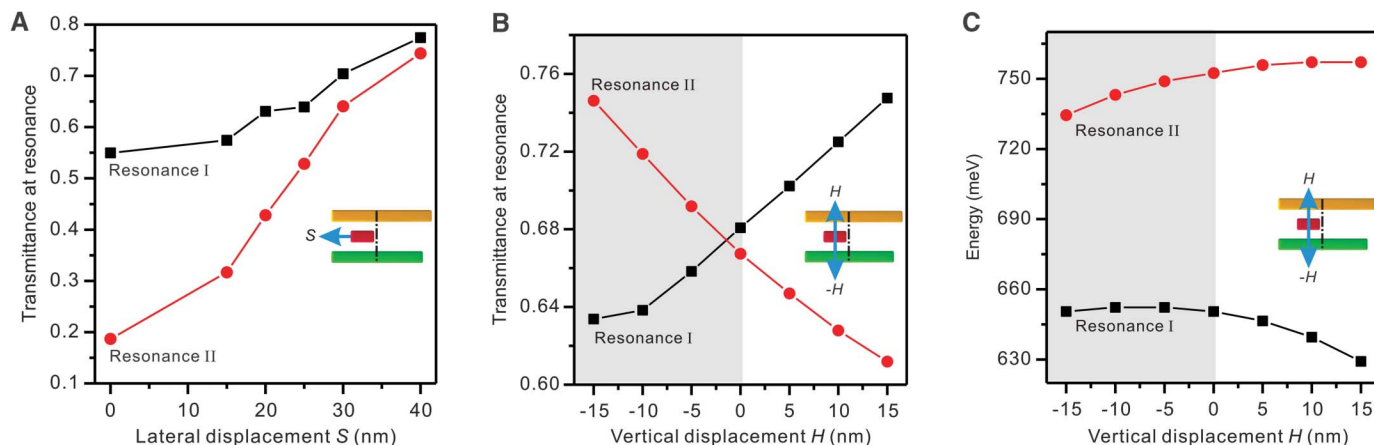 A
Transmittance at resonance
0.8
0.7
0.6
0.5
0.4
0.3
0.2
0.1
Resonance I
Resonance II
S
0
10
20
30
40
Lateral displacement S (nm)
B
Transmittance at resonance
0.76
0.72
0.68
0.64
0.60
Resonance II
Resonance I
H
-H
-15
-10
-5
0
5
10
15
Vertical displacement H (nm)
C
Energy (meV)
750
720
690
660
630
Resonance II
Resonance I
H
-H
-15
-10
-5
0
5
10
15
Vertical displacement H (nm)